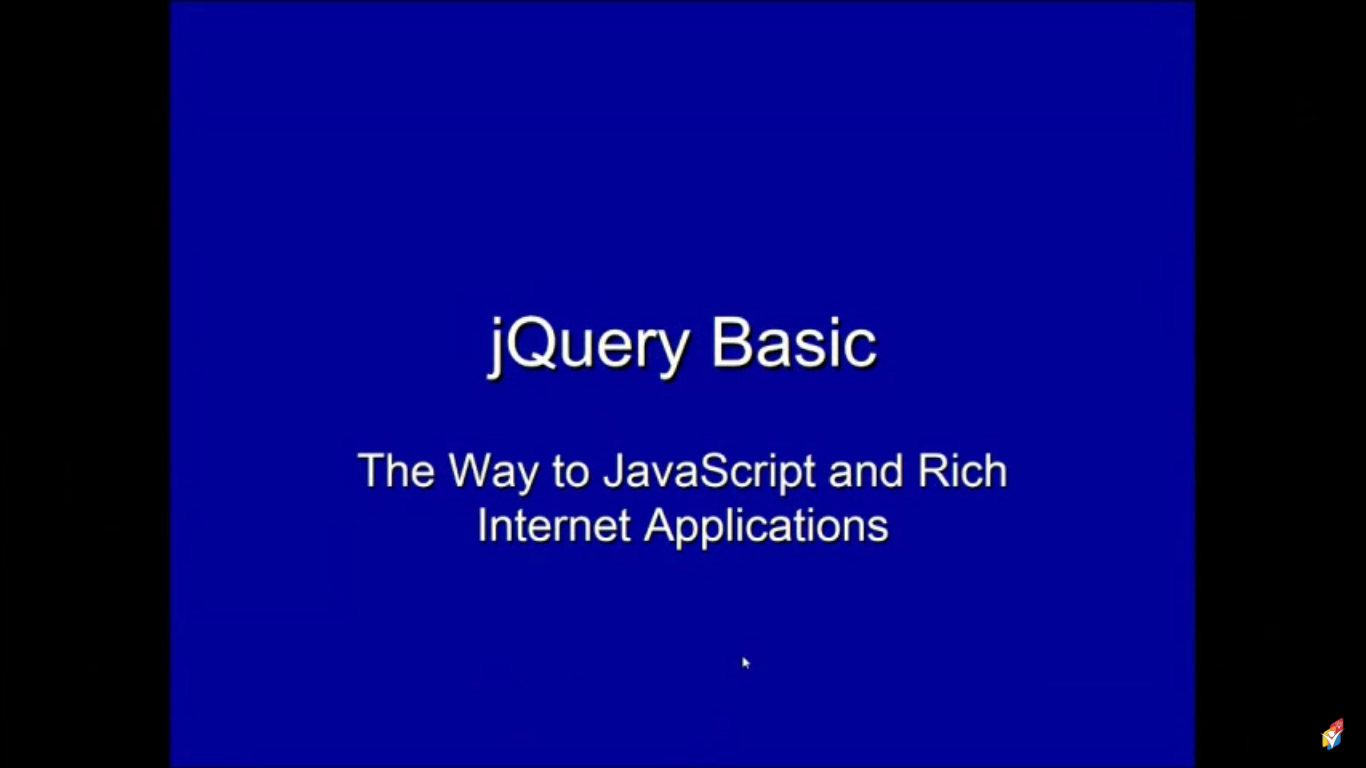 jQuery Basic
The Way to JavaScript and Rich
Internet Applications